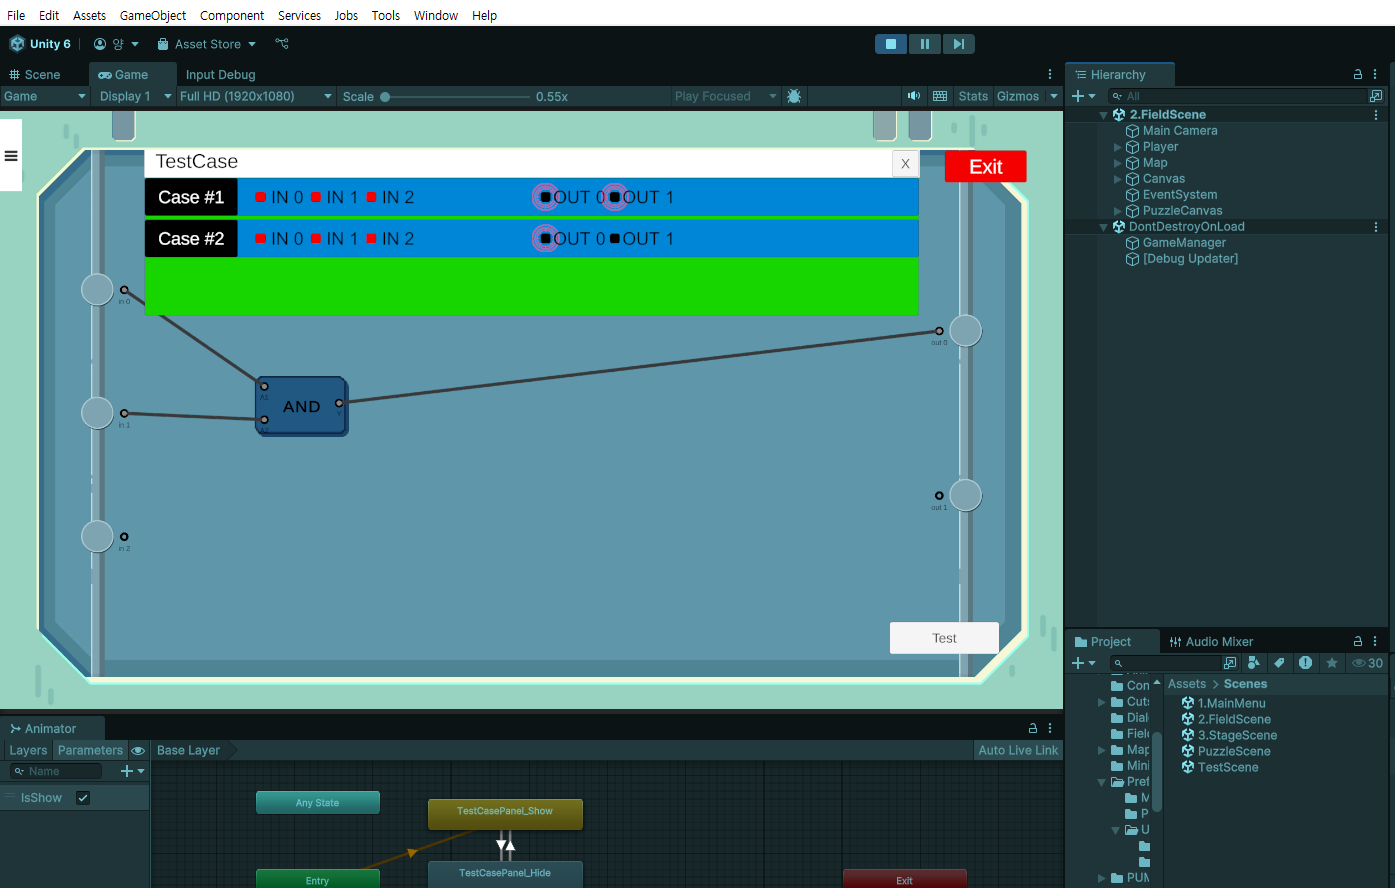 File Edit Assets GameObject Component Services Jobs Tools Window Help
Unity 6 양 Asset Store
Scene Game Input Debug
Game Display 1 Full HD (1920x1080) Scale 0.55x Play Focused Stats Gizmos
TestCase X
Exit
Case #1 IN 0 IN 1 IN 2 OUT 0 OUT 1
Case #2 IN 0 IN 1 IN 2 OUT 0 OUT 1
in 0
out 0
A1
AND
Y
in 1
out 1
in 2
Test
Hierarchy
All
2.FieldScene
Main Camera
Player
Map
Canvas
EventSystem
PuzzleCanvas
DontDestroyOnLoad
GameManager
[Debug Updater]
Project Audio Mixer
30
Con
Cuts
Dial
Field
Map
Mini
Pref
M
P
U
PUM
Assets > Scenes
1.MainMenu
2.FieldScene
3.StageScene
PuzzleScene
TestScene
Animator
Layers Parameters Base Layer Auto Live Link
Name
IsShow
Any State
TestCasePanel_Show
TestCasePanel_Hide
Entry
Exit